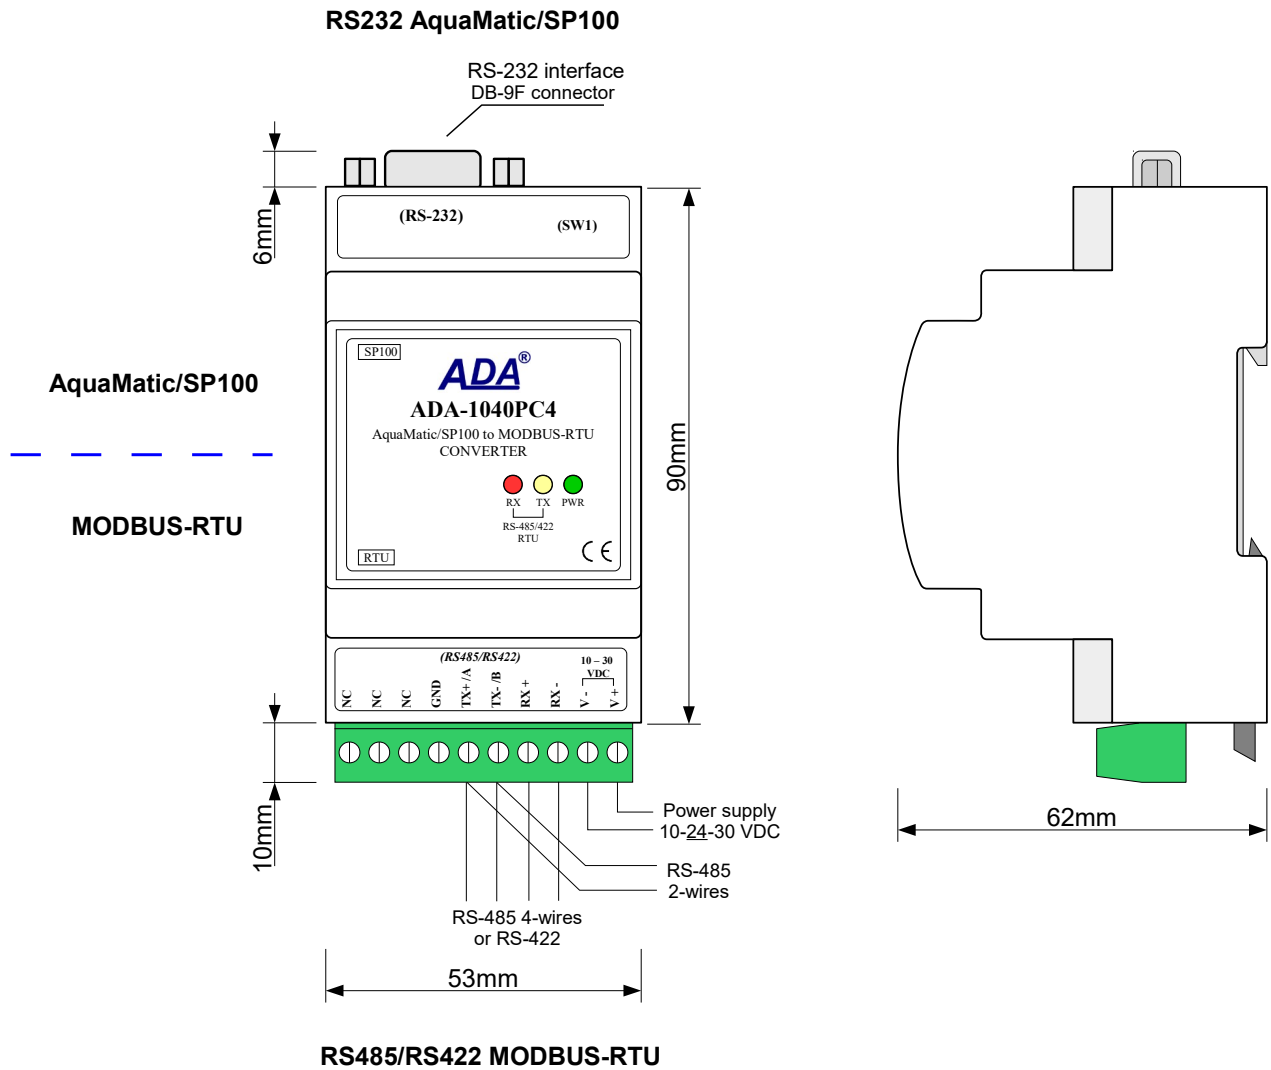 RS232 AquaMatic/SP100
RS-232 interface
DB-9F connector
6mm
(RS-232)
(SW1)
SP100
ADA®
ADA-1040PC4
AquaMatic/SP100 to MODBUS-RTU
CONVERTER
AquaMatic/SP100
MODBUS-RTU
RX TX PWR
RS-485/422
RTU
RTU
CE
90mm
(RS485/RS422)
10 – 30
VDC
NC
NC
NC
GND
TX+ /A
TX- /B
RX +
RX -
V -
V +
10mm
Power supply
10-24-30 VDC
RS-485
2-wires
RS-485 4-wires
or RS-422
62mm
53mm
RS485/RS422 MODBUS-RTU